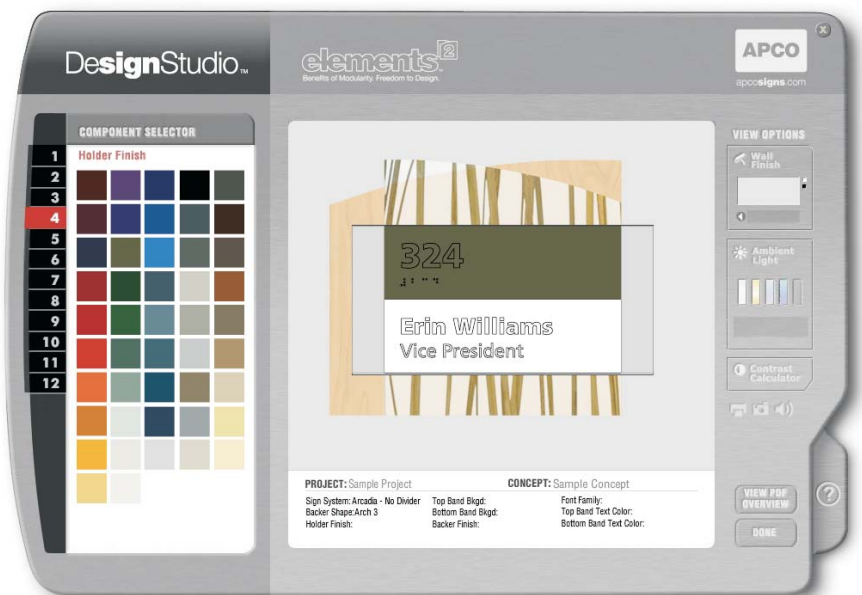 DesignStudio™
elements2
Benefits of Modularity. Freedom to Design.
APCO
apcosigns.com
COMPONENT SELECTOR
Holder Finish
1
2
3
4
5
6
7
8
9
10
11
12
324
Erin Williams
Vice President
VIEW OPTIONS
Wall
Finish
Ambient
Light
Contrast
Calculator
PROJECT: Sample Project
CONCEPT: Sample Concept
Sign System: Arcadia - No Divider
Backer Shape:Arch 3
Holder Finish:
Top Band Bkgd:
Bottom Band Bkgd:
Backer Finish:
Font Family:
Top Band Text Color:
Bottom Band Text Color:
VIEW PDF
OVERVIEW
DONE
?
X